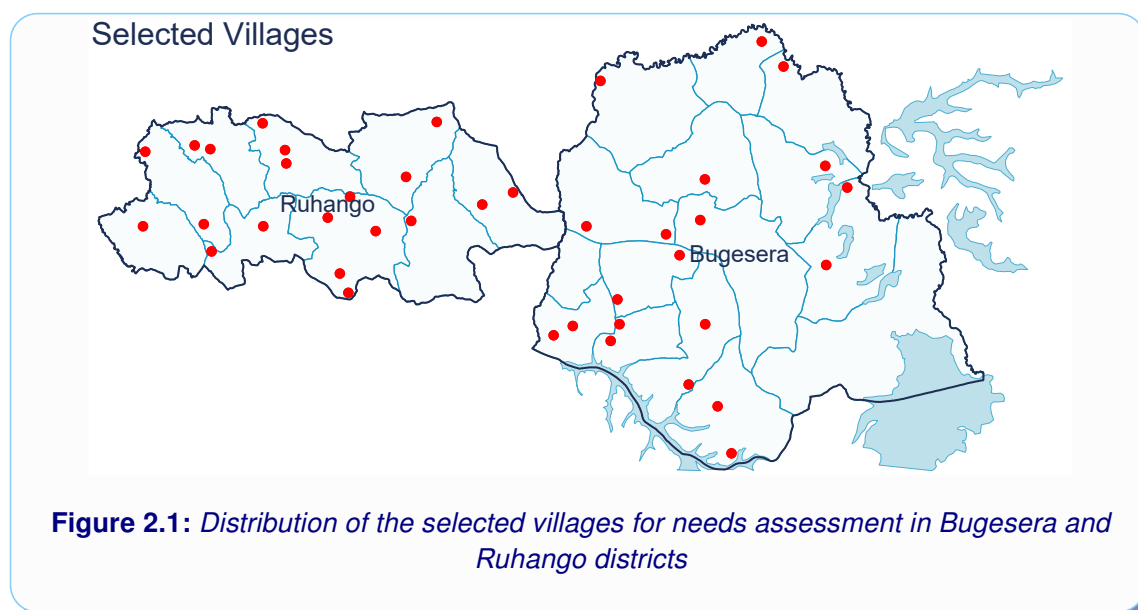 Selected Villages
Ruhango
Bugesera
Figure 2.1: Distribution of the selected villages for needs assessment in Bugesera and
Ruhango districts